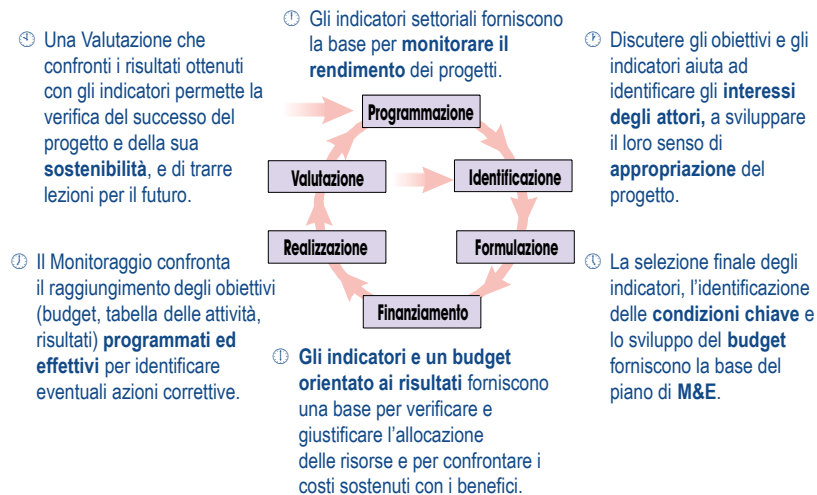 🕛 Gli indicatori settoriali forniscono
la base per monitorare il
rendimento dei progetti.
🕐 Discutere gli obiettivi e gli
indicatori aiuta ad
identificare gli interessi
degli attori, a sviluppare
il loro senso di
appropriazione del
progetto.
🕙 Una Valutazione che
confronti i risultati ottenuti
con gli indicatori permette la
verifica del successo del
progetto e della sua
sostenibilità, e di trarre
lezioni per il futuro.
Programmazione
Valutazione
Identificazione
Realizzazione
Formulazione
Finanziamento
🕖 Il Monitoraggio confronta
il raggiungimento degli obiettivi
(budget, tabella delle attività,
risultati) programmati ed
effettivi per identificare
eventuali azioni correttive.
🕔 La selezione finale degli
indicatori, l’identificazione
delle condizioni chiave e
lo sviluppo del budget
forniscono la base del
piano di M&E.
🕕 Gli indicatori e un budget
orientato ai risultati forniscono
una base per verificare e
giustificare l’allocazione
delle risorse e per confrontare i
costi sostenuti con i benefici.